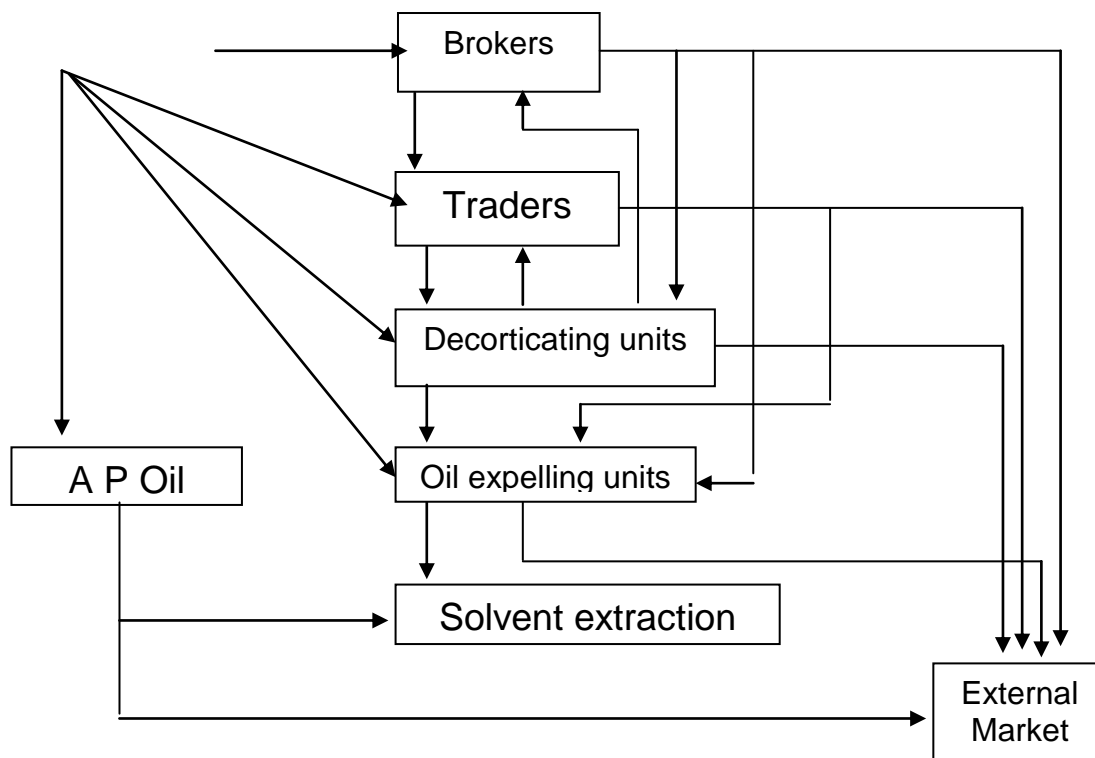 Brokers
Traders
Decorticating units
A P Oil
Oil expelling units
Solvent extraction
External
Market